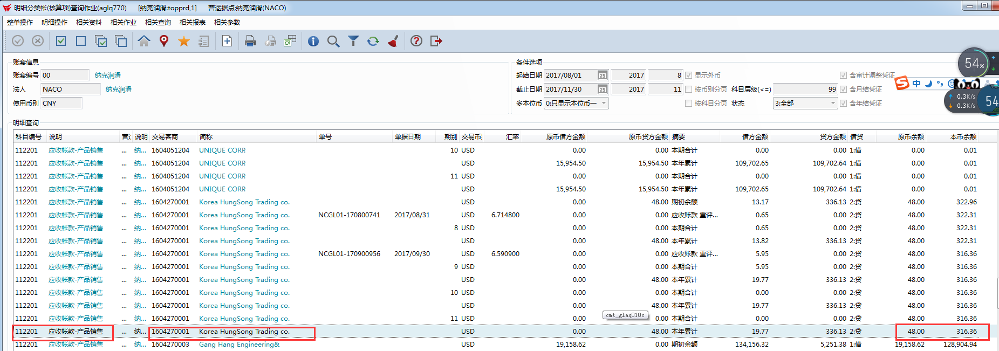 明细分类帐(核算项)查询作业(aglq770) [纳克润滑:topprd,1] 营运据点:纳克润滑(NACO)
整单操作 明细操作 相关资料 相关作业 相关查询 相关报表 相关参数
账套信息
账套编号 00 纳克润滑
法人 NACO 纳克润滑
使用币别 CNY
条件选项
起始日期 2017/08/01 25 2017 8 显示外币 含审计调整凭证
截止日期 2017/11/30 25 2017 11 按币别分页 科目层级(<=) 99 含月结凭证
多本位币 0:只显示本位币一 按科目分页 状态 3:全部 含年结凭证
54%
中
0.3K/s
0.3K/s
54
明细查询
科目编号 说明 说明 交易客商 简称 单号 单据日期 期别 交易币 汇率 原币借方金额 原币贷方金额 摘要 借方金额 贷方金额 借贷 原币余额 本币余额
112201 应收帐款-产品销售 ... 纳... 1604051204 UNIQUE CORP. 10 USD 0.00 0.00 本期合计 0.00 0.00 1:借 0.00 0.01
112201 应收帐款-产品销售 ... 纳... 1604051204 UNIQUE CORP. USD 15,954.50 15,954.50 本年累计 109,702.65 109,702.64 1:借 0.00 0.01
112201 应收帐款-产品销售 ... 纳... 1604051204 UNIQUE CORP. 11 USD 0.00 0.00 本期合计 0.00 0.00 1:借 0.00 0.01
112201 应收帐款-产品销售 ... 纳... 1604051204 UNIQUE CORP. USD 15,954.50 15,954.50 本年累计 109,702.65 109,702.64 1:借 0.00 0.01
112201 应收帐款-产品销售 ... 纳... 1604270001 Korea HungSong Trading co. USD 0.00 48.00 期初余额 13.17 336.13 2:贷 48.00 322.96
112201 应收帐款-产品销售 ... 纳... 1604270001 Korea HungSong Trading co. NCGL01-170800741 2017/08/31 USD 6.714800 0.00 0.00 应收账款 重评... 0.65 0.00 2:贷 48.00 322.31
112201 应收帐款-产品销售 ... 纳... 1604270001 Korea HungSong Trading co. 8 USD 0.00 0.00 本期合计 0.65 0.00 2:贷 48.00 322.31
112201 应收帐款-产品销售 ... 纳... 1604270001 Korea HungSong Trading co. USD 0.00 48.00 本年累计 13.82 336.13 2:贷 48.00 322.31
112201 应收帐款-产品销售 ... 纳... 1604270001 Korea HungSong Trading co. NCGL01-170900956 2017/09/30 USD 6.590900 0.00 0.00 应收账款 重评... 5.95 0.00 2:贷 48.00 316.36
112201 应收帐款-产品销售 ... 纳... 1604270001 Korea HungSong Trading co. 9 USD 0.00 0.00 本期合计 5.95 0.00 2:贷 48.00 316.36
112201 应收帐款-产品销售 ... 纳... 1604270001 Korea HungSong Trading co. USD 0.00 48.00 本年累计 19.77 336.13 2:贷 48.00 316.36
112201 应收帐款-产品销售 ... 纳... 1604270001 Korea HungSong Trading co. 10 USD 0.00 0.00 本期合计 0.00 0.00 2:贷 48.00 316.36
112201 应收帐款-产品销售 ... 纳... 1604270001 Korea HungSong Trading co. USD 0.00 48.00 本年累计 19.77 336.13 2:贷 48.00 316.36
112201 应收帐款-产品销售 ... 纳... 1604270001 Korea HungSong Trading co. 11 USD 0.00 0.00 本期合计 0.00 0.00 2:贷 48.00 316.36
cmt_glaq010c
112201 应收帐款-产品销售 ... 纳... 1604270001 Korea HungSong Trading co. USD 0.00 48.00 本年累计 19.77 336.13 2:贷 48.00 316.36
112201 应收帐款-产品销售 ... 纳... 1604270003 Gang Hang Engineering& USD 19,158.62 0.00 期初余额 134,156.32 5,251.38 1:借 19,158.62 128,904.94